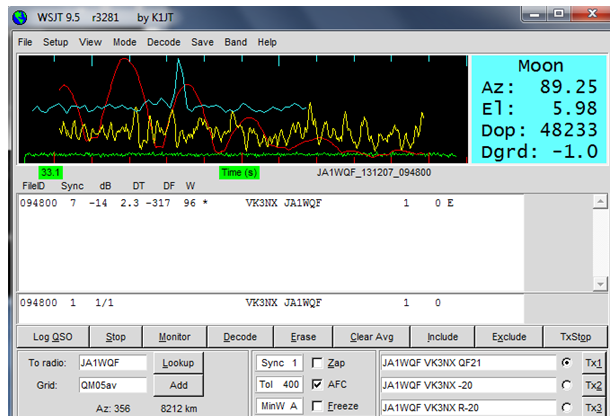 WSJT 9.5 r3281 by K1JT
File Setup View Mode Decode Save Band Help
Moon
Az: 89.25
El: 5.98
Dop: 48233
Dgrd: -1.0
33.1 Time (s) JA1WQF_131207_094800
FileID Sync dB DT DF W
094800 7 -14 2.3 -317 96 * VK3NX JA1WQF 1 0 E
094800 1 1/1 VK3NX JA1WQF 1 0
Log QSO Stop Monitor Decode Erase Clear Avg Include Exclude TxStop
To radio: JA1WQF Lookup Sync 1 Zap JA1WQF VK3NX QF21 Tx1
Grid: QM05av Add Tol 400 AFC JA1WQF VK3NX -20 Tx2
Az: 356 8212 km MinW A Freeze JA1WQF VK3NX R-20 Tx3